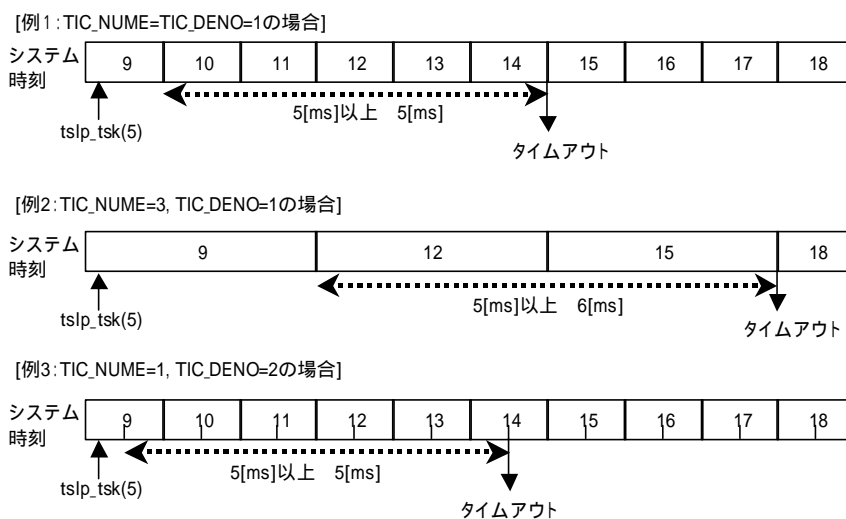 [例1:TIC_NUME=TIC_DENO=1の場合]
システム時刻
9 10 11 12 13 14 15 16 17 18
5[ms]以上 5[ms]
tslp_tsk(5)
タイムアウト
[例2:TIC_NUME=3, TIC_DENO=1の場合]
システム時刻
9 12 15 18
5[ms]以上 6[ms]
tslp_tsk(5)
タイムアウト
[例3:TIC_NUME=1, TIC_DENO=2の場合]
システム時刻
9 10 11 12 13 14 15 16 17 18
5[ms]以上 5[ms]
tslp_tsk(5)
タイムアウト